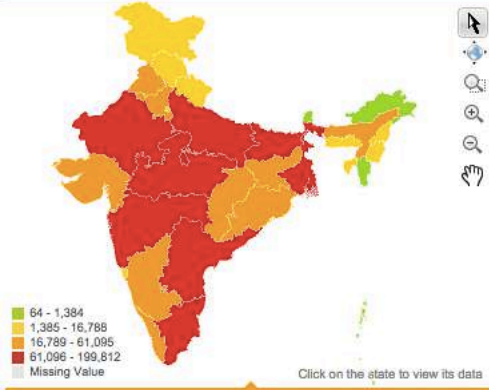 64 - 1,384
1,385 - 16,788
16,789 - 61,095
61,096 - 199,812
Missing Value
Click on the state to view its data